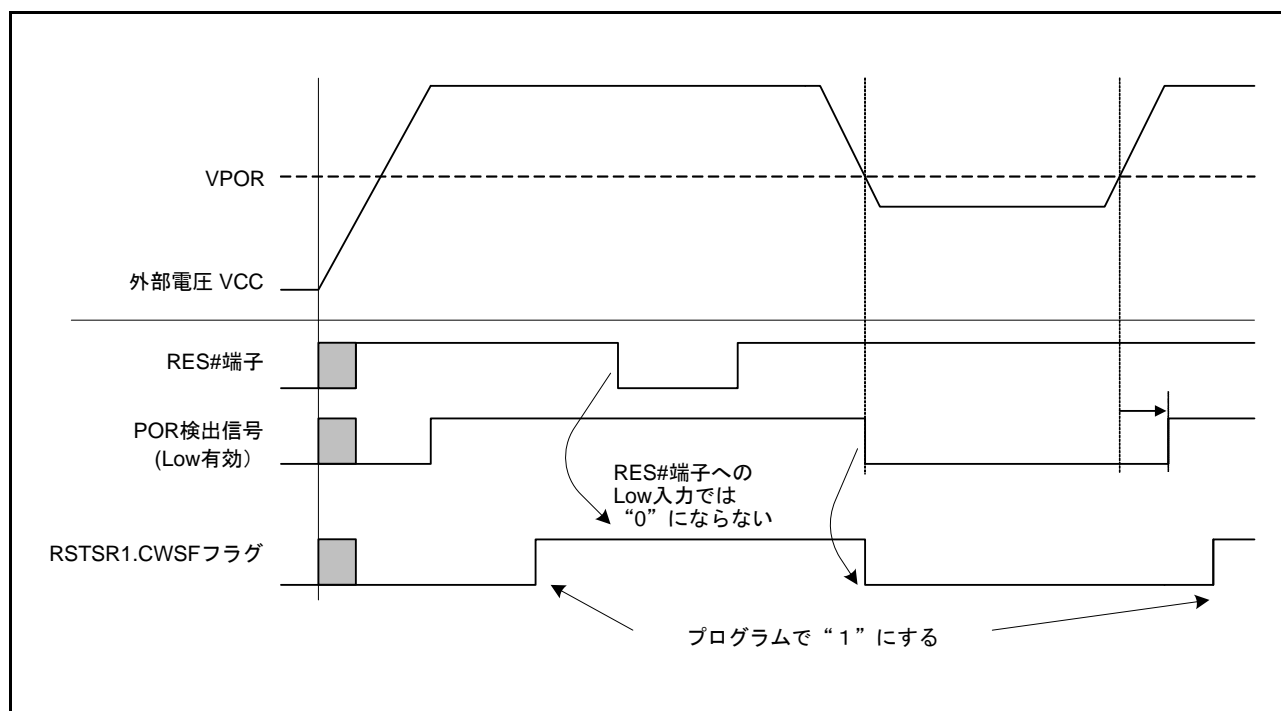 VPOR
外部電圧 VCC
RES#端子
POR検出信号
(Low有効）
RES#端子への
Low入力では
“0”にならない
RSTSR1.CWSFフラグ
プログラムで“１”にする